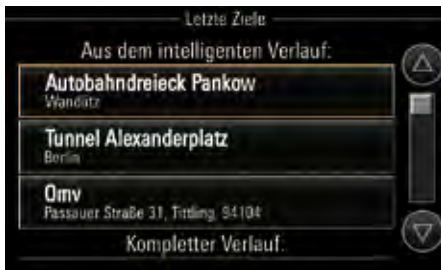 Letzte Ziele
Aus dem intelligenten Verlauf:
Autobahndreieck Pankow
Wandlitz
Tunnel Alexanderplatz
Berlin
Omv
Passauer Straße 31, Tittling, 94104
Kompletter Verlauf: